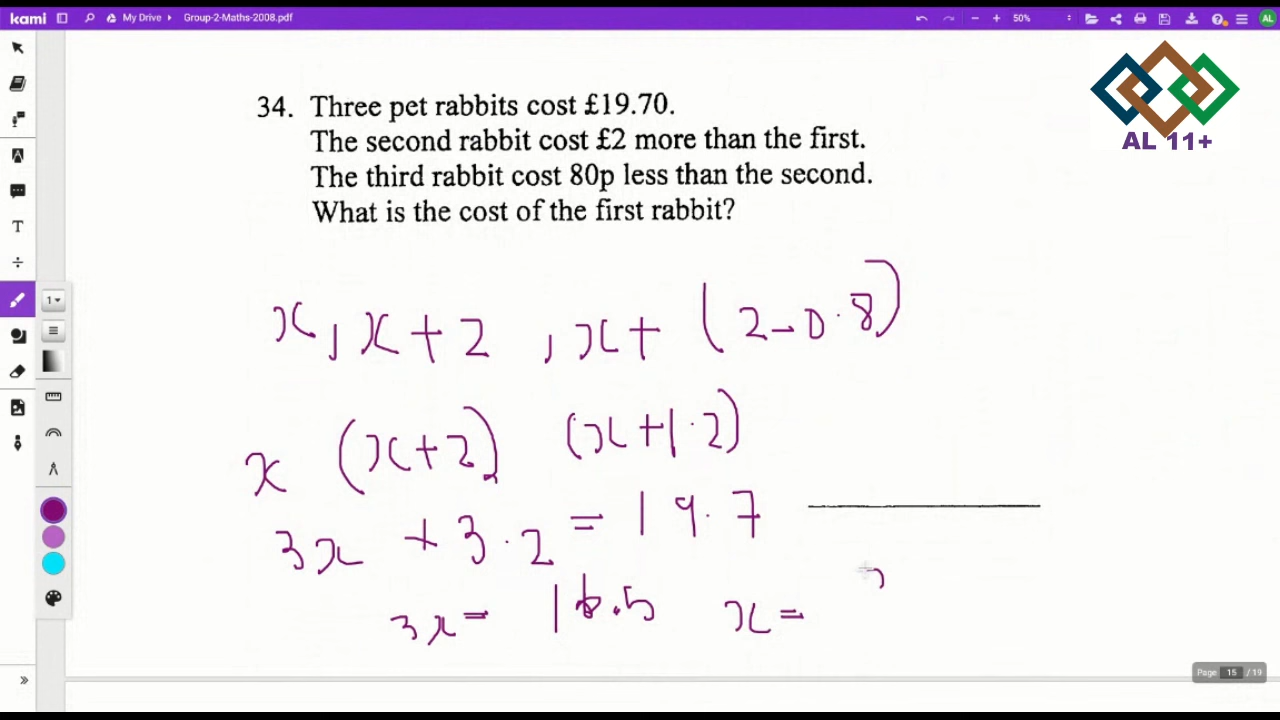 kami My Drive Group-2-Maths-2008.pdf 50% AL
AL 11+
34. Three pet rabbits cost £19.70.
The second rabbit cost £2 more than the first.
The third rabbit cost 80p less than the second.
What is the cost of the first rabbit?
x, x+2, x+(2-0.8)
x (x+2) (x+1.2)
3x +3.2 = 19.7
3x= 16.5 x=
1
T
Page 15 / 19